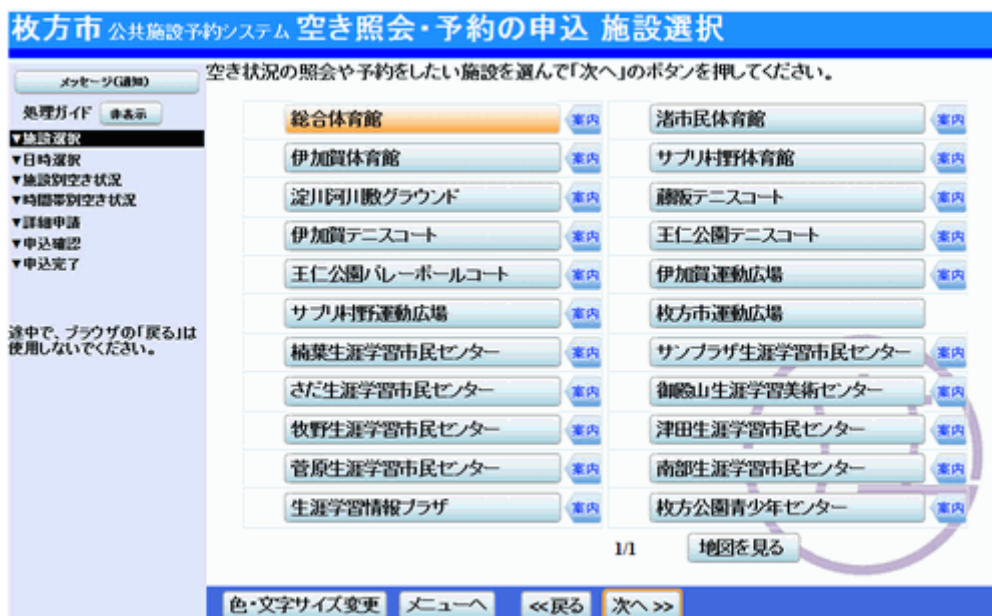 枚方市 公共施設予約システム 空き照会・予約の申込 施設選択
メッセージ(通知)
処理ガイド 非表示
▼施設選択
▼日時選択
▼施設別空き状況
▼時間帯別空き状況
▼詳細申請
▼申込確認
▼申込完了
途中で、ブラウザの「戻る」は
使用しないでください。
空き状況の照会や予約をしたい施設を選んで「次へ」のボタンを押してください。
総合体育館 案内 渚市民体育館 案内
伊加賀体育館 案内 サプリ村野体育館 案内
淀川河川敷グラウンド 案内 藤阪テニスコート 案内
伊加賀テニスコート 案内 王仁公園テニスコート 案内
王仁公園バレーボールコート 案内 伊加賀運動広場 案内
サプリ村野運動広場 案内 枚方市運動広場
楠葉生涯学習市民センター 案内 サンプラザ生涯学習市民センター 案内
さだ生涯学習市民センター 案内 御殿山生涯学習美術センター 案内
牧野生涯学習市民センター 案内 津田生涯学習市民センター 案内
菅原生涯学習市民センター 案内 南部生涯学習市民センター 案内
生涯学習情報プラザ 案内 枚方公園青少年センター 案内
1/1 地図を見る
色・文字サイズ変更 メニューへ <<戻る 次へ >>